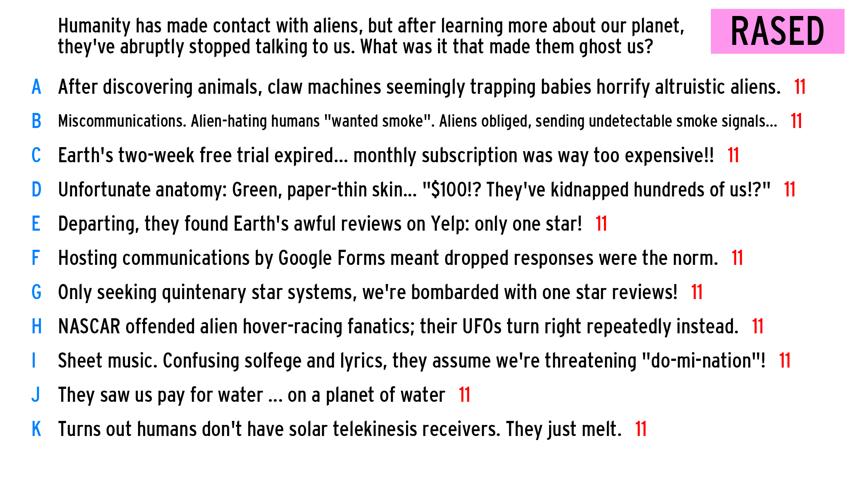 Humanity has made contact with aliens, but after learning more about our planet,
they've abruptly stopped talking to us. What was it that made them ghost us?
RASED
A After discovering animals, claw machines seemingly trapping babies horrify altruistic aliens. 11
B Miscommunications. Alien-hating humans "wanted smoke". Aliens obliged, sending undetectable smoke signals... 11
C Earth's two-week free trial expired... monthly subscription was way too expensive!! 11
D Unfortunate anatomy: Green, paper-thin skin... "$100!? They've kidnapped hundreds of us!?" 11
E Departing, they found Earth's awful reviews on Yelp: only one star! 11
F Hosting communications by Google Forms meant dropped responses were the norm. 11
G Only seeking quintenary star systems, we're bombarded with one star reviews! 11
H NASCAR offended alien hover-racing fanatics; their UFOs turn right repeatedly instead. 11
I Sheet music. Confusing solfege and lyrics, they assume we're threatening "do-mi-nation"! 11
J They saw us pay for water ... on a planet of water 11
K Turns out humans don't have solar telekinesis receivers. They just melt. 11